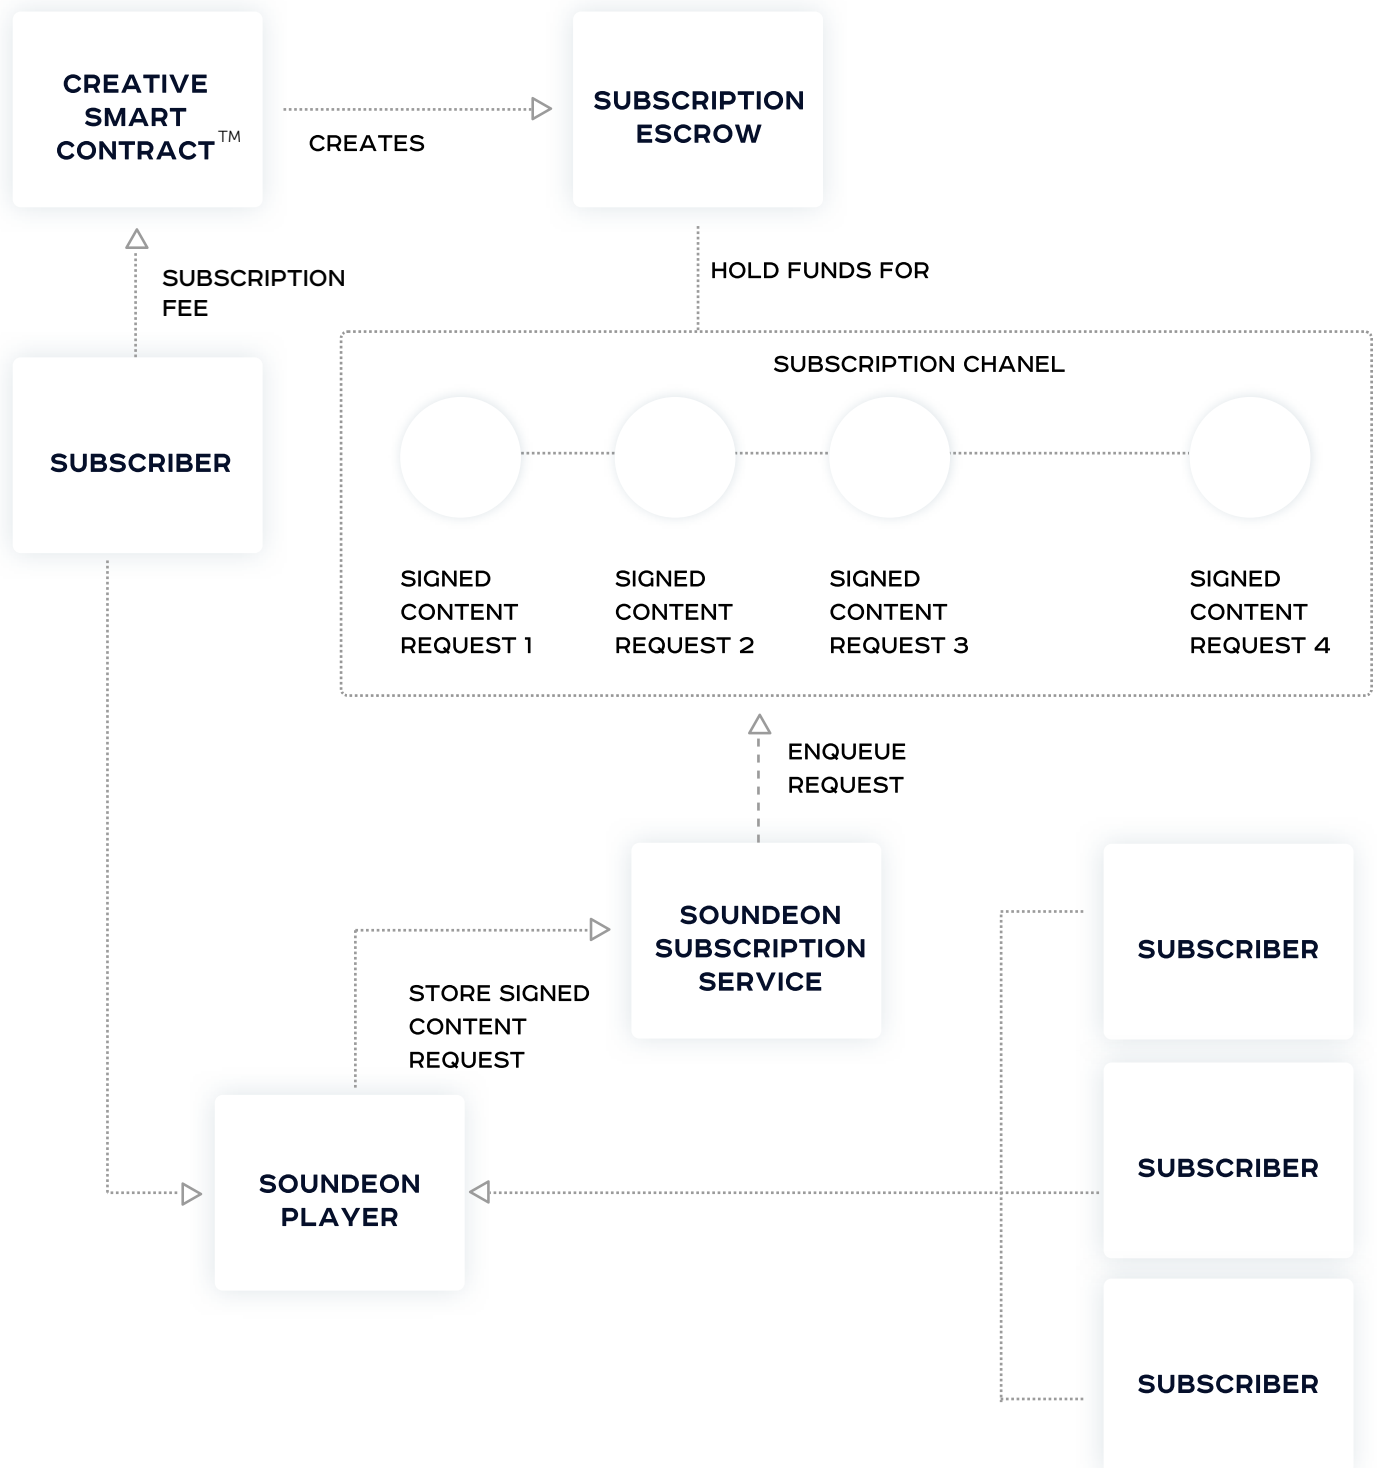 CREATIVE
SMART
CONTRACT™
CREATES
SUBSCRIPTION
ESCROW
SUBSCRIPTION
FEE
HOLD FUNDS FOR
SUBSCRIBER
SUBSCRIPTION CHANEL
SIGNED
CONTENT
REQUEST 1
SIGNED
CONTENT
REQUEST 2
SIGNED
CONTENT
REQUEST 3
SIGNED
CONTENT
REQUEST 4
ENQUEUE
REQUEST
SOUNDEON
SUBSCRIPTION
SERVICE
STORE SIGNED
CONTENT
REQUEST
SOUNDEON
PLAYER
SUBSCRIBER
SUBSCRIBER
SUBSCRIBER